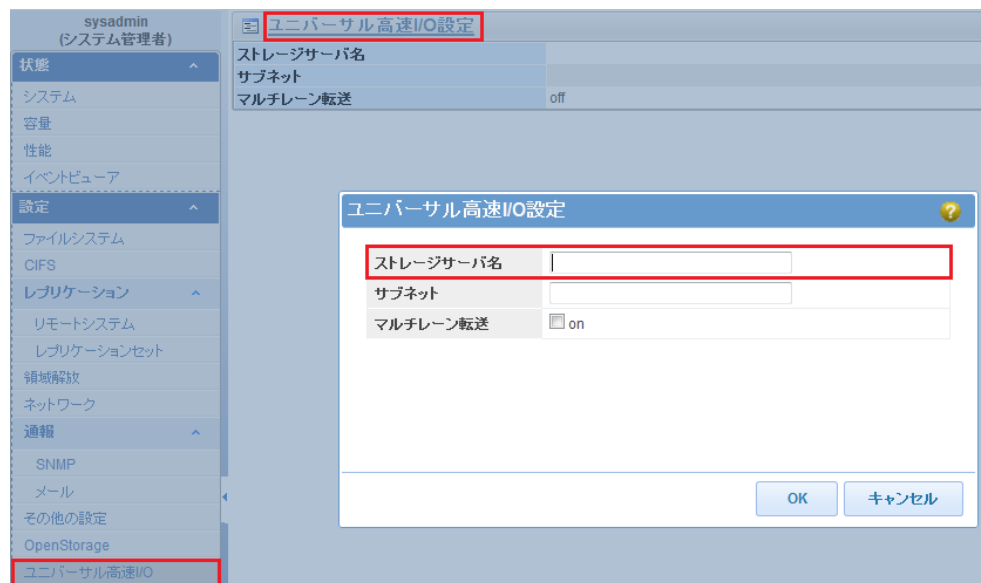 sysadmin
(システム管理者)
状態
システム
容量
性能
イベントビューア
設定
ファイルシステム
CIFS
レプリケーション
リモートシステム
レプリケーションセット
領域解放
ネットワーク
通報
SNMP
メール
その他の設定
OpenStorage
ユニバーサル高速I/O
ユニバーサル高速I/O設定
ストレージサーバ名
サブネット
マルチレーン転送 off
ユニバーサル高速I/O設定
?
ストレージサーバ名
サブネット
マルチレーン転送 on
OK キャンセル